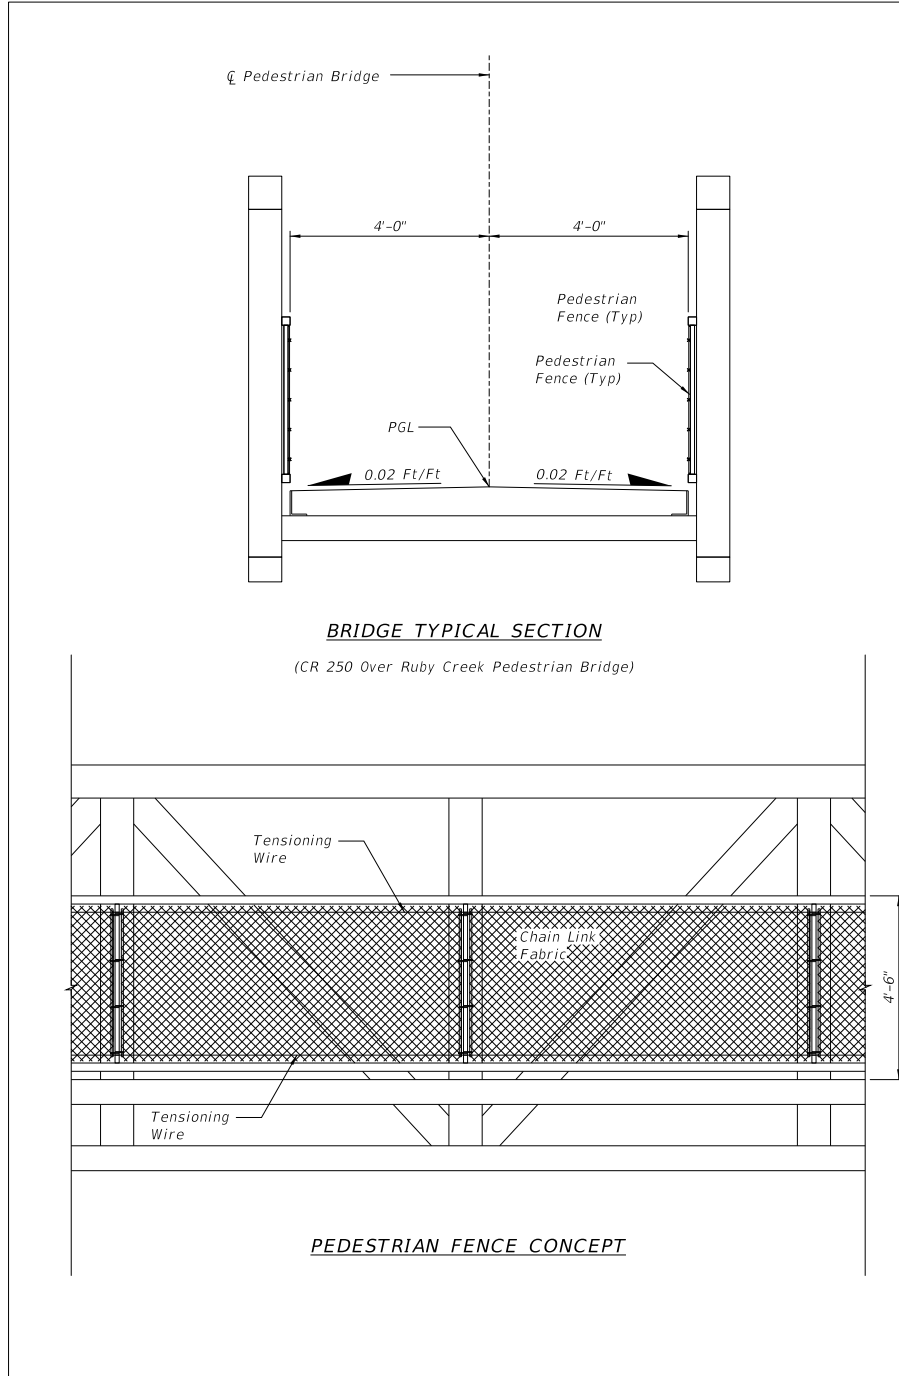 ℄ Pedestrian Bridge
4'-0"
4'-0"
Pedestrian
Fence (Typ)
Pedestrian
Fence (Typ)
PGL
0.02 Ft/Ft
0.02 Ft/Ft
BRIDGE TYPICAL SECTION
(CR 250 Over Ruby Creek Pedestrian Bridge)
Tensioning
Wire
Chain Link
Fabric
4'-6"
Tensioning
Wire
PEDESTRIAN FENCE CONCEPT